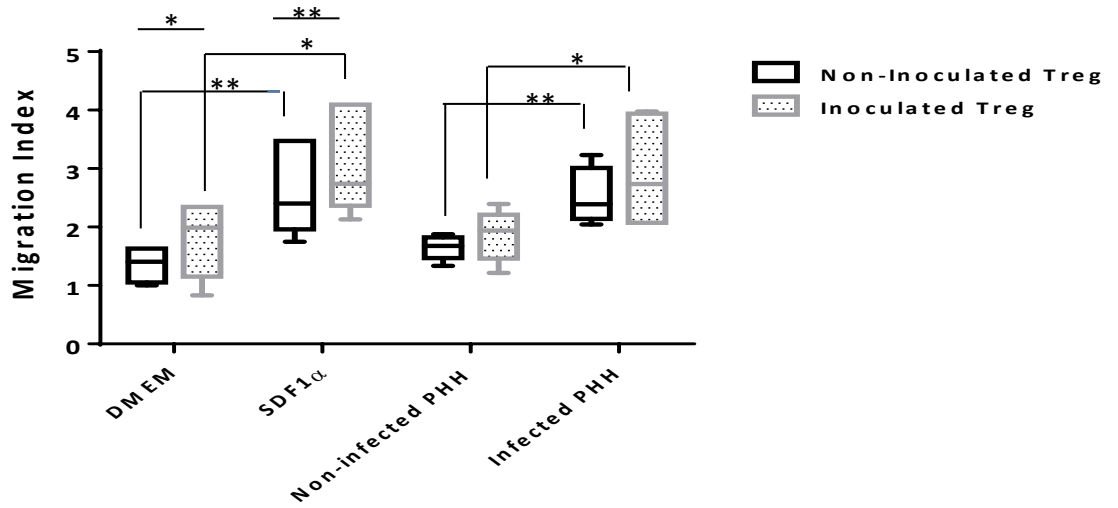 * **
*
** *
**
5
4
3
2
1
0
Migration Index
DMEM
SDF1α
Non-infected PHH
Infected PHH
Non-Inoculated Treg
Inoculated Treg